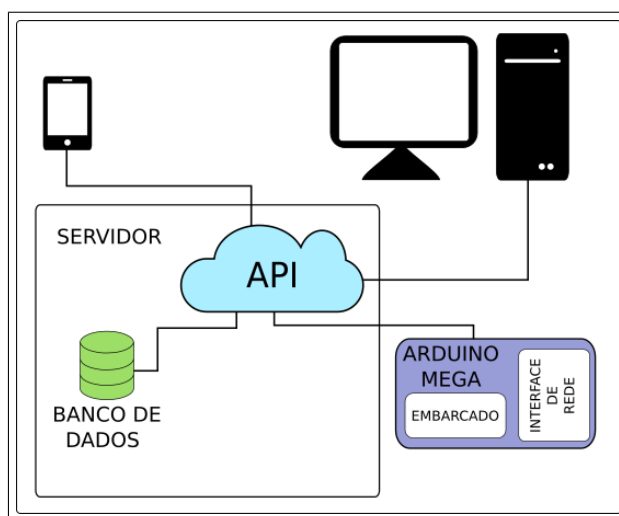 SERVIDOR
API
BANCO DE
DADOS
ARDUINO
MEGA
EMBARCADO
INTERFACE
DE
REDE